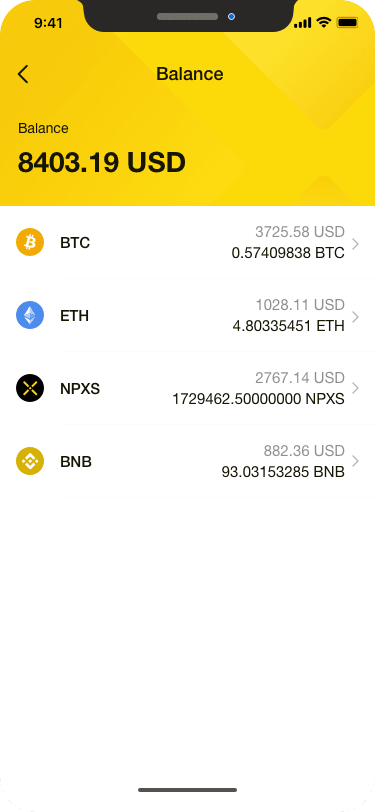 9:41
Balance
Balance
8403.19 USD
BTC
3725.58 USD
0.57409838 BTC
ETH
1028.11 USD
4.80335451 ETH
NPXS
2767.14 USD
1729462.50000000 NPXS
BNB
882.36 USD
93.03153285 BNB